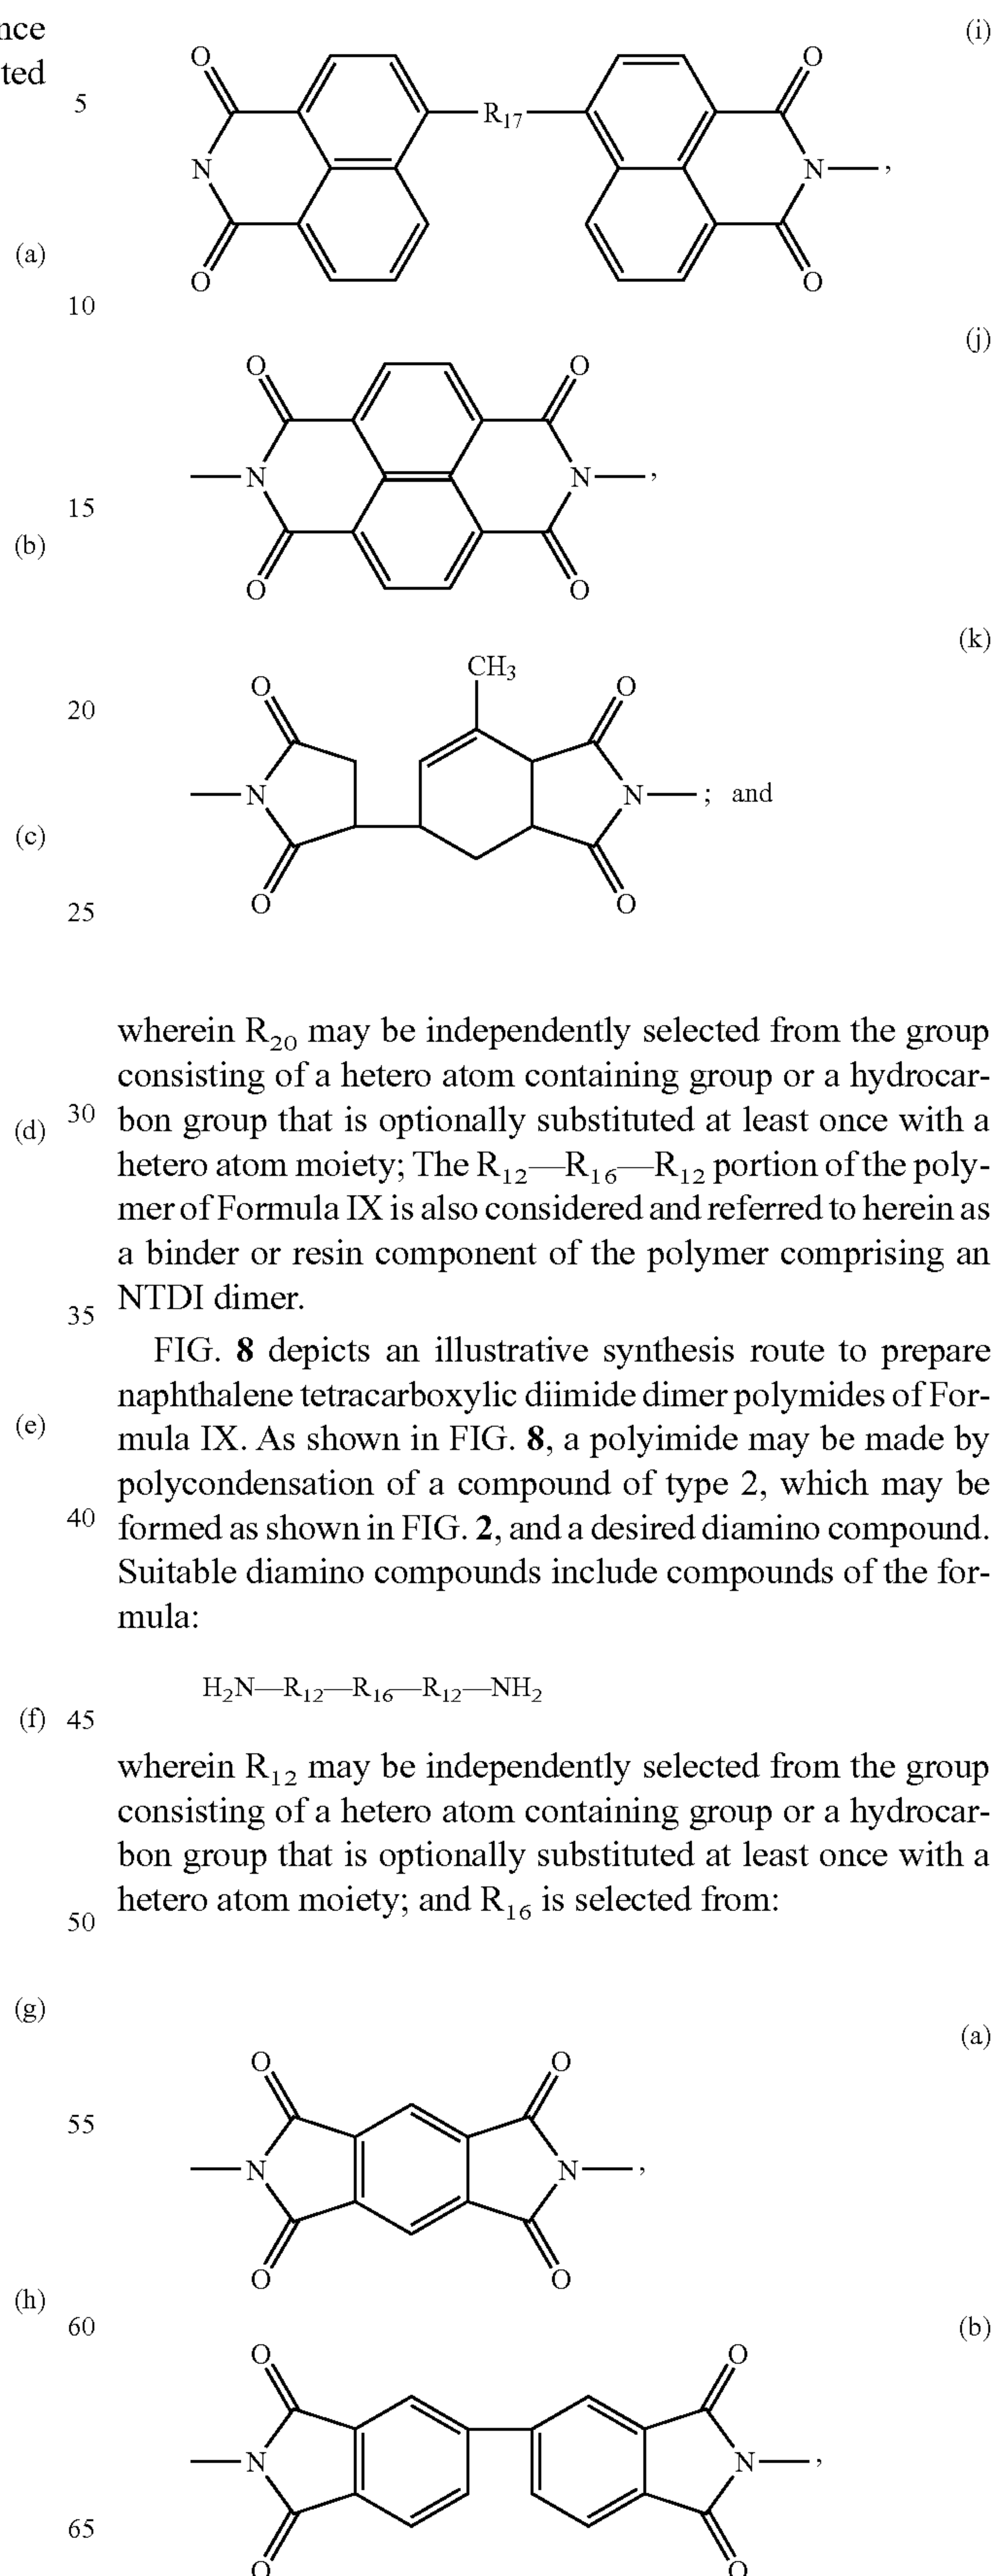 nce
ted
(i)
5
O O
R17
N N—,
O O
(a)
10
(j)
O O
—N N—,
15
(b)
O O
(k)
CH3
20
O O
—N N—; and
(c)
O O
25
wherein R20 may be independently selected from the group
consisting of a hetero atom containing group or a hydrocar-
(d) 30 bon group that is optionally substituted at least once with a
hetero atom moiety; The R12—R16—R12 portion of the poly-
mer of Formula IX is also considered and referred to herein as
a binder or resin component of the polymer comprising an
35 NTDI dimer.
FIG. 8 depicts an illustrative synthesis route to prepare
naphthalene tetracarboxylic diimide dimer polymides of For-
(e) mula IX. As shown in FIG. 8, a polyimide may be made by
polycondensation of a compound of type 2, which may be
40 formed as shown in FIG. 2, and a desired diamino compound.
Suitable diamino compounds include compounds of the for-
mula:
H2N—R12—R16—R12—NH2
(f) 45
wherein R12 may be independently selected from the group
consisting of a hetero atom containing group or a hydrocar-
bon group that is optionally substituted at least once with a
hetero atom moiety; and R16 is selected from:
50
(g)
(a)
O O
55
—N N—,
O O
(h)
60 (b)
O O
—N N—,
65
O O